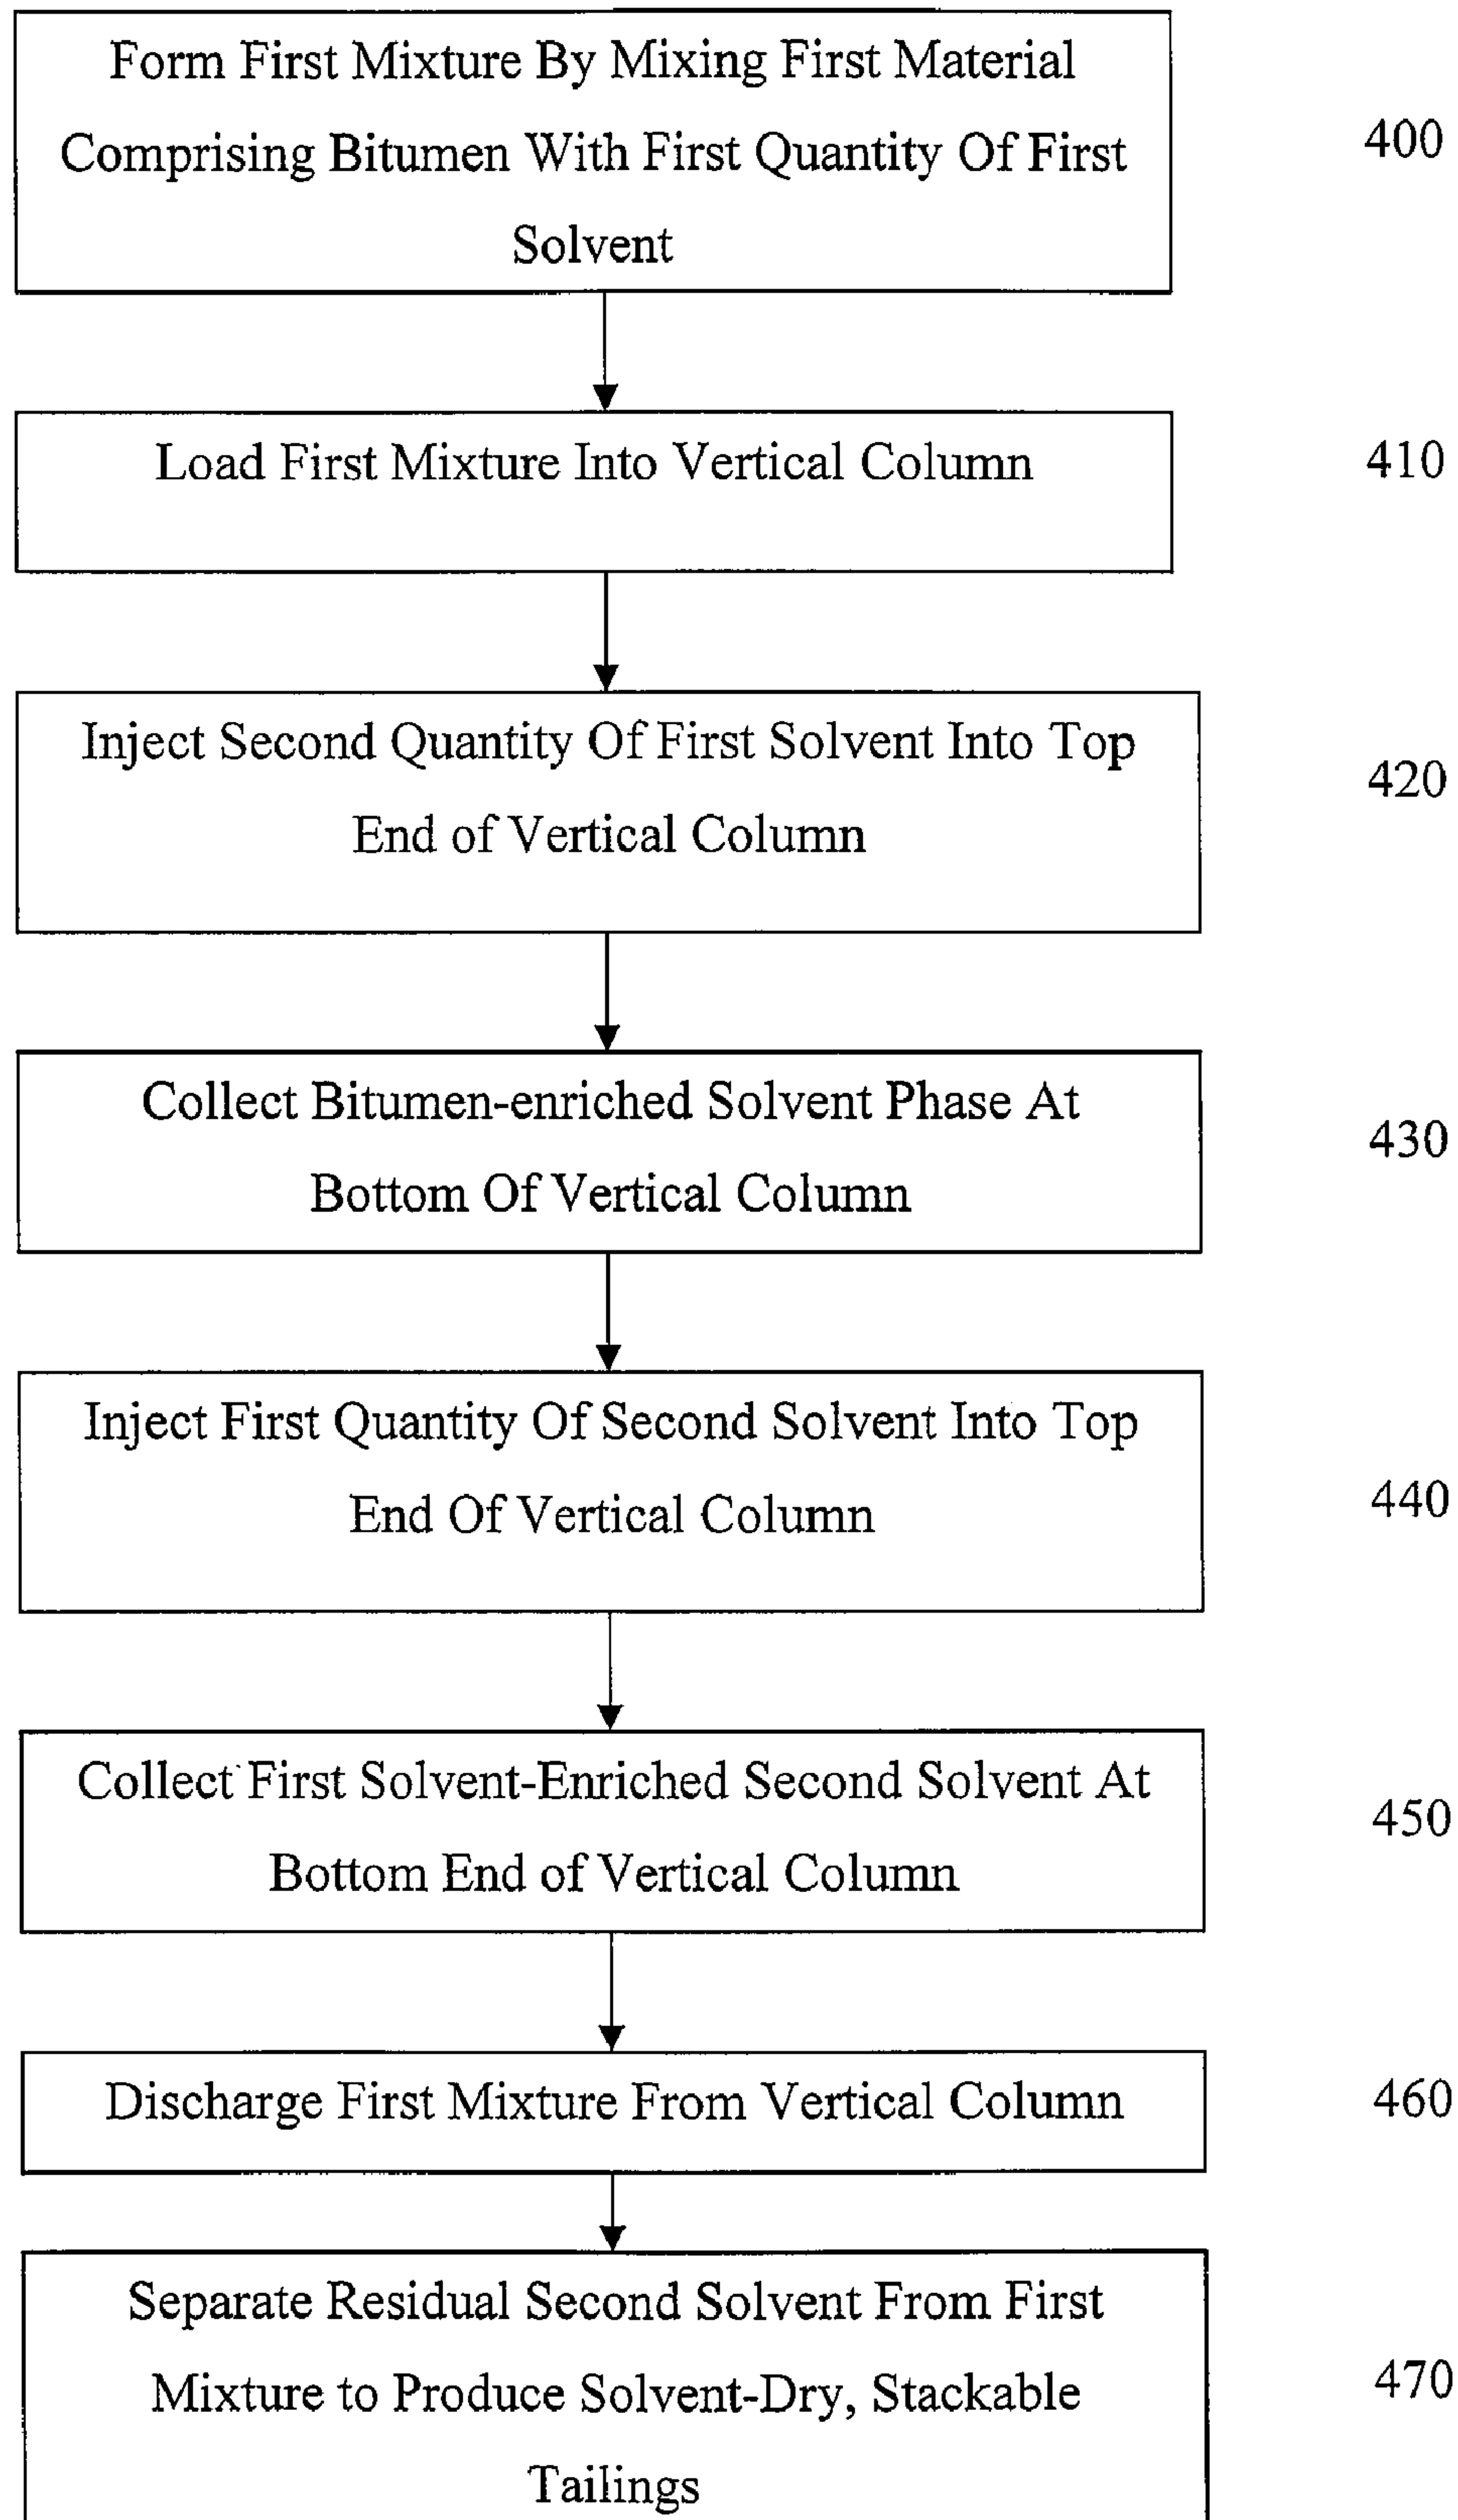 Form First Mixture By Mixing First Material
Comprising Bitumen With First Quantity Of First
Solvent
400
Load First Mixture Into Vertical Column
410
Inject Second Quantity Of First Solvent Into Top
End of Vertical Column
420
Collect Bitumen-enriched Solvent Phase At
Bottom Of Vertical Column
430
Inject First Quantity Of Second Solvent Into Top
End Of Vertical Column
440
Collect First Solvent-Enriched Second Solvent At
Bottom End of Vertical Column
450
Discharge First Mixture From Vertical Column
460
Separate Residual Second Solvent From First
Mixture to Produce Solvent-Dry, Stackable
Tailings
470